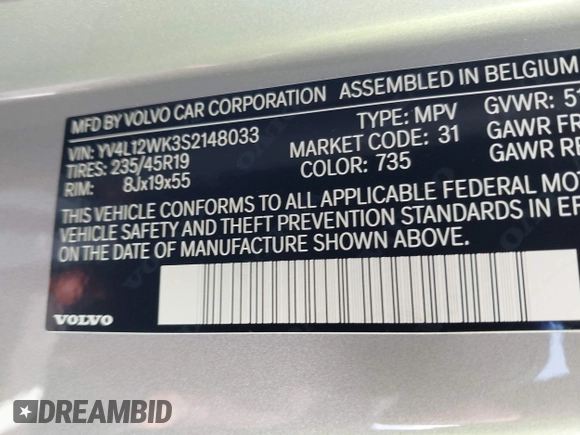 MFD BY VOLVO CAR CORPORATION ASSEMBLED IN BELGIUM
VIN: YV4L12WK3S2148033 TYPE: MPV GVWR: 51
TIRES: 235/45R19 MARKET CODE: 31 GAWR FR
RIM: 8Jx19x55 COLOR: 735 GAWR RE
THIS VEHICLE CONFORMS TO ALL APPLICABLE FEDERAL MOT
VEHICLE SAFETY AND THEFT PREVENTION STANDARDS IN EF
ON THE DATE OF MANUFACTURE SHOWN ABOVE.
VOLVO
DREAMBID